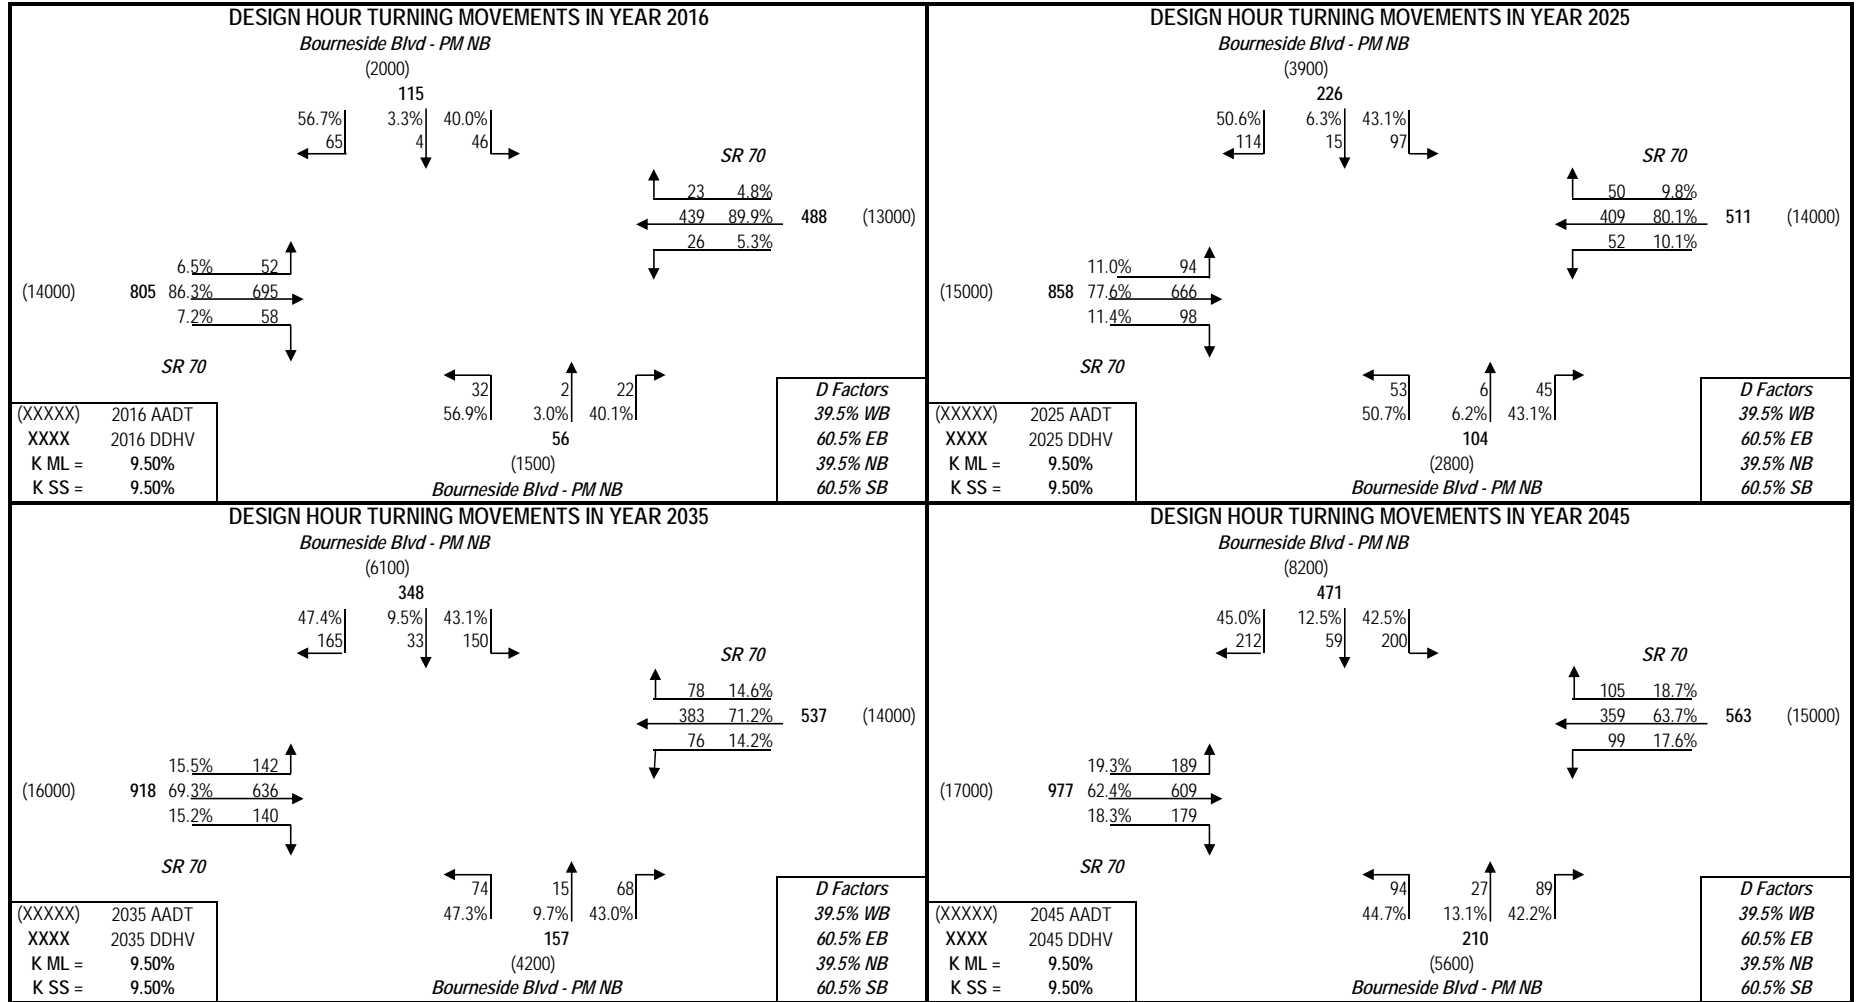 DESIGN HOUR TURNING MOVEMENTS IN YEAR 2016
Bourneside Blvd - PM NB
(2000)
115
56.7% 3.3% 40.0%
65 4 46
SR 70
23 4.8%
439 89.9% 488 (13000)
26 5.3%
6.5% 52
(14000) 805 86.3% 695
7.2% 58
SR 70
32 2 22
56.9% 3.0% 40.1%
56
(1500)
Bourneside Blvd - PM NB
(XXXXX) 2016 AADT
XXXX 2016 DDHV
K ML = 9.50%
K SS = 9.50%
D Factors
39.5% WB
60.5% EB
39.5% NB
60.5% SB
DESIGN HOUR TURNING MOVEMENTS IN YEAR 2025
Bourneside Blvd - PM NB
(3900)
226
50.6% 6.3% 43.1%
114 15 97
SR 70
50 9.8%
409 80.1% 511 (14000)
52 10.1%
11.0% 94
(15000) 858 77.6% 666
11.4% 98
SR 70
53 6 45
50.7% 6.2% 43.1%
104
(2800)
Bourneside Blvd - PM NB
(XXXXX) 2025 AADT
XXXX 2025 DDHV
K ML = 9.50%
K SS = 9.50%
D Factors
39.5% WB
60.5% EB
39.5% NB
60.5% SB
DESIGN HOUR TURNING MOVEMENTS IN YEAR 2035
Bourneside Blvd - PM NB
(6100)
348
47.4% 9.5% 43.1%
165 33 150
SR 70
78 14.6%
383 71.2% 537 (14000)
76 14.2%
15.5% 142
(16000) 918 69.3% 636
15.2% 140
SR 70
74 15 68
47.3% 9.7% 43.0%
157
(4200)
Bourneside Blvd - PM NB
(XXXXX) 2035 AADT
XXXX 2035 DDHV
K ML = 9.50%
K SS = 9.50%
D Factors
39.5% WB
60.5% EB
39.5% NB
60.5% SB
DESIGN HOUR TURNING MOVEMENTS IN YEAR 2045
Bourneside Blvd - PM NB
(8200)
471
45.0% 12.5% 42.5%
212 59 200
SR 70
105 18.7%
359 63.7% 563 (15000)
99 17.6%
19.3% 189
(17000) 977 62.4% 609
18.3% 179
SR 70
94 27 89
44.7% 13.1% 42.2%
210
(5600)
Bourneside Blvd - PM NB
(XXXXX) 2045 AADT
XXXX 2045 DDHV
K ML = 9.50%
K SS = 9.50%
D Factors
39.5% WB
60.5% EB
39.5% NB
60.5% SB